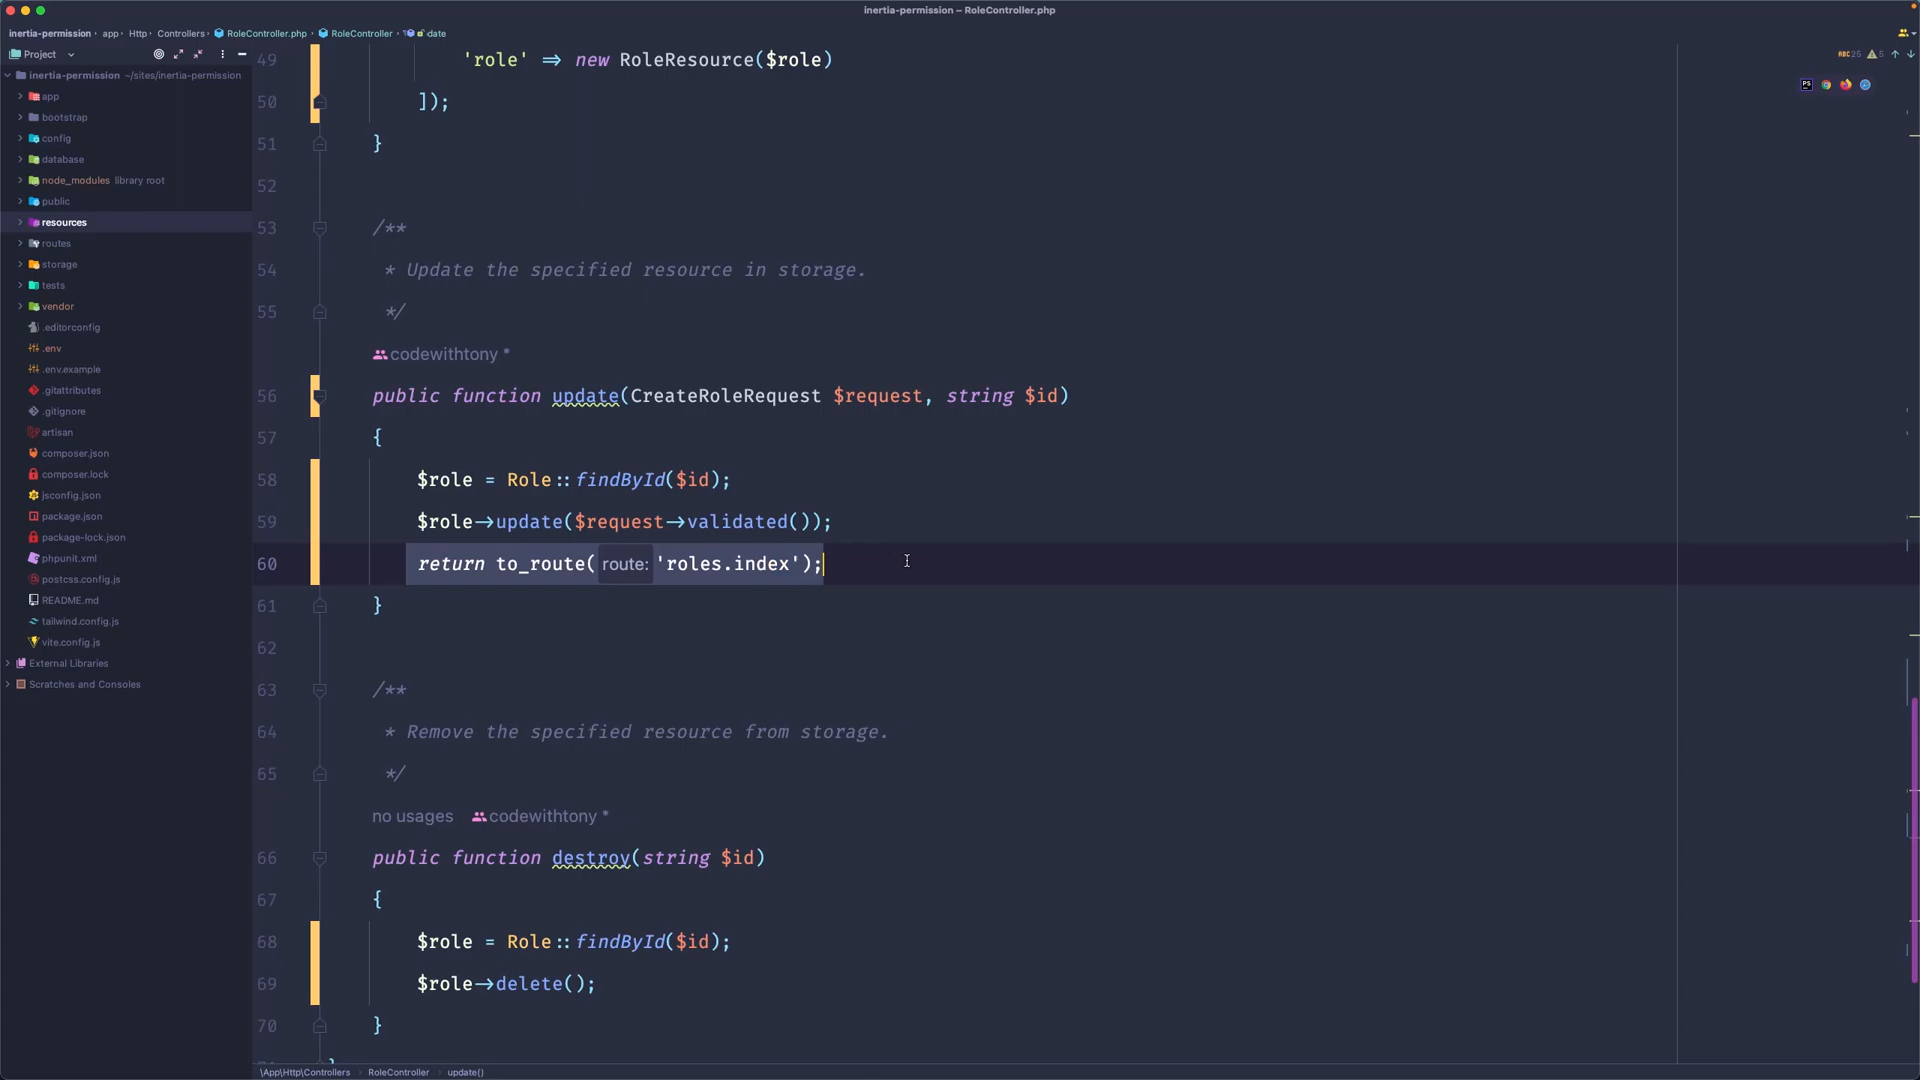 inertia-permission – RoleController.php
inertia-permission › app › Http › Controllers › RoleController.php › RoleController › date
Project
25 5
inertia-permission ~/sites/inertia-permission
app
bootstrap
config
database
node_modules library root
public
resources
routes
storage
tests
vendor
.editorconfig
.env
.env.example
.gitattributes
.gitignore
artisan
composer.json
composer.lock
jsconfig.json
package.json
package-lock.json
phpunit.xml
postcss.config.js
README.md
tailwind.config.js
vite.config.js
External Libraries
Scratches and Consoles
49 'role' => new RoleResource($role)
50 ]);
51 }
52
53 /**
54 * Update the specified resource in storage.
55 */
codewithtony *
56 public function update(CreateRoleRequest $request, string $id)
57 {
58 $role = Role::findById($id);
59 $role->update($request->validated());
60 return to_route( route: 'roles.index');
61 }
62
63 /**
64 * Remove the specified resource from storage.
65 */
no usages codewithtony *
66 public function destroy(string $id)
67 {
68 $role = Role::findById($id);
69 $role->delete();
70 }
\App\Http\Controllers › RoleController › update()